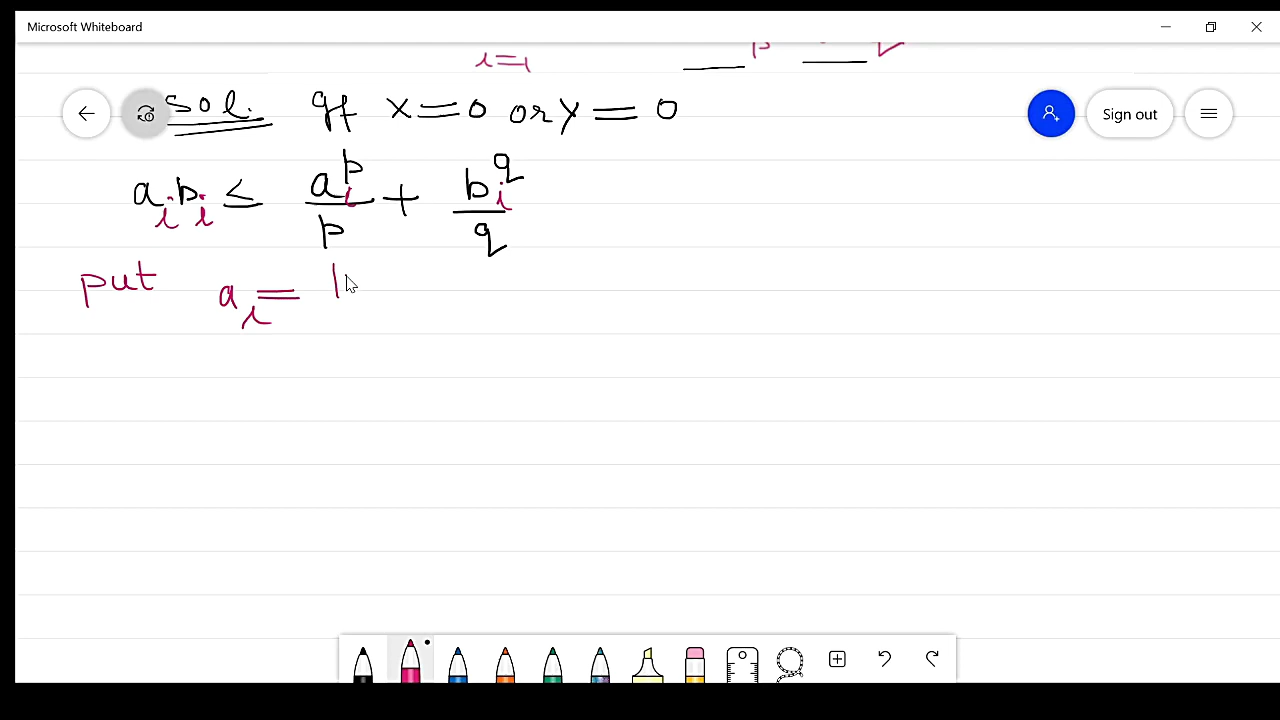 Microsoft Whiteboard
i=1 p q
Sol. If x=0 or y=0
Sign out
a_i b_i ≤ a_i^p/p + b_i^q/q
put a_i = |